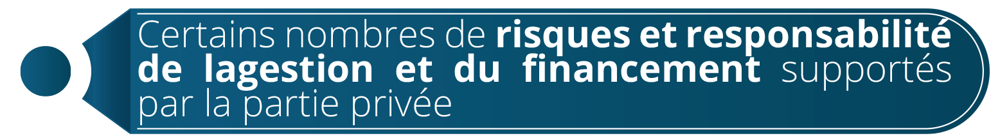 Certains nombres de risques et responsabilité
de lagestion et du financement supportés
par la partie privée